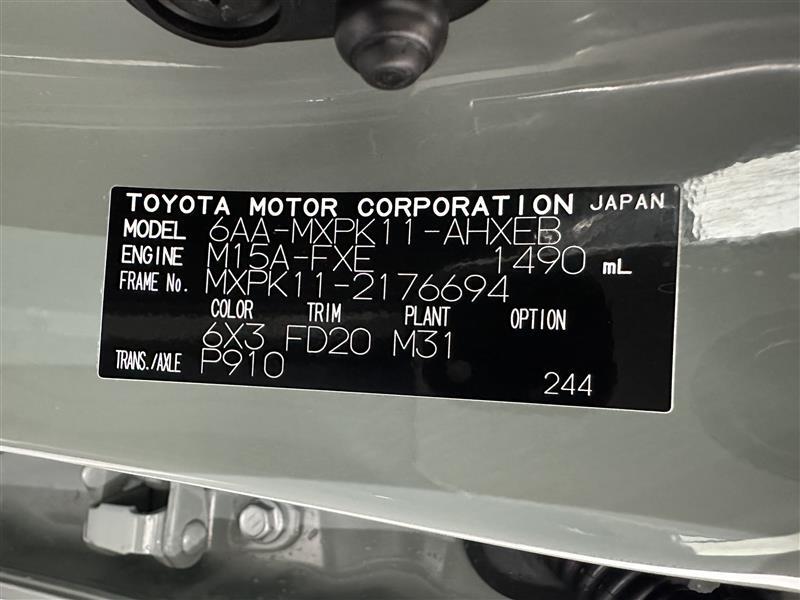 TOYOTA MOTOR CORPORATION JAPAN
MODEL 6AA-MXPK11-AHXEB
ENGINE M15A-FXE 1490 mL
FRAME No. MXPK11-2176694
COLOR TRIM PLANT OPTION
6X3 FD20 M31
TRANS./AXLE P910
244